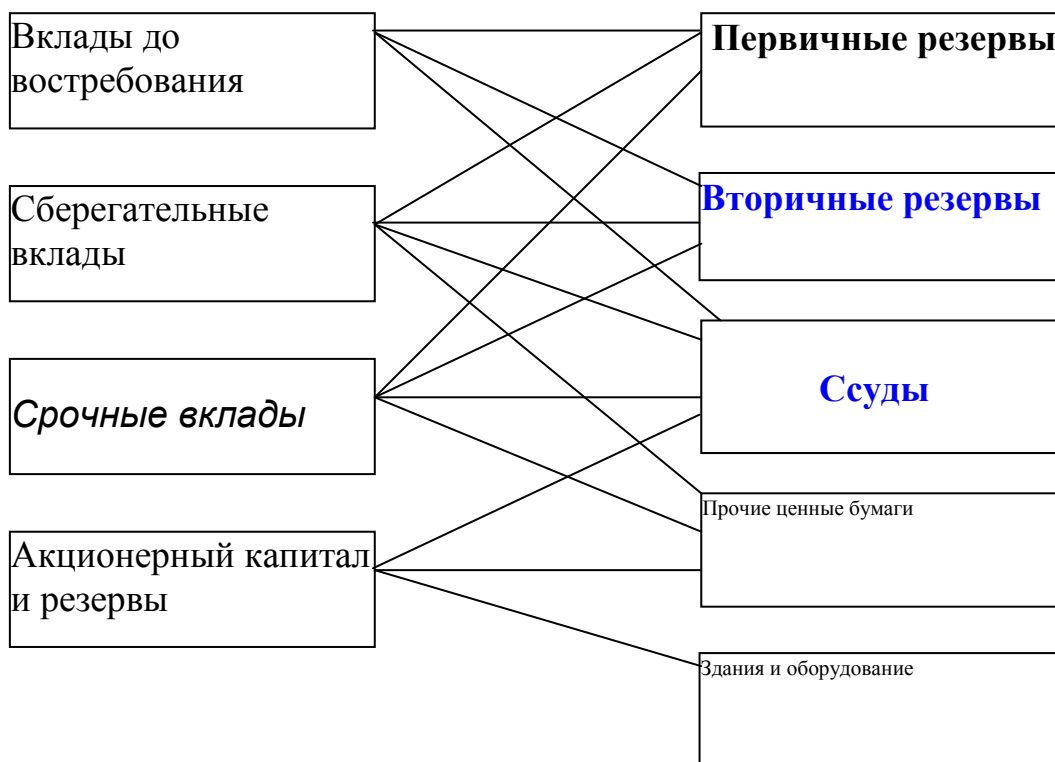 Вклады до
востребования
Сберегательные
вклады
Срочные вклады
Акционерный капитал
и резервы
Первичные резервы
Вторичные резервы
Ссуды
Прочие ценные бумаги
Здания и оборудование